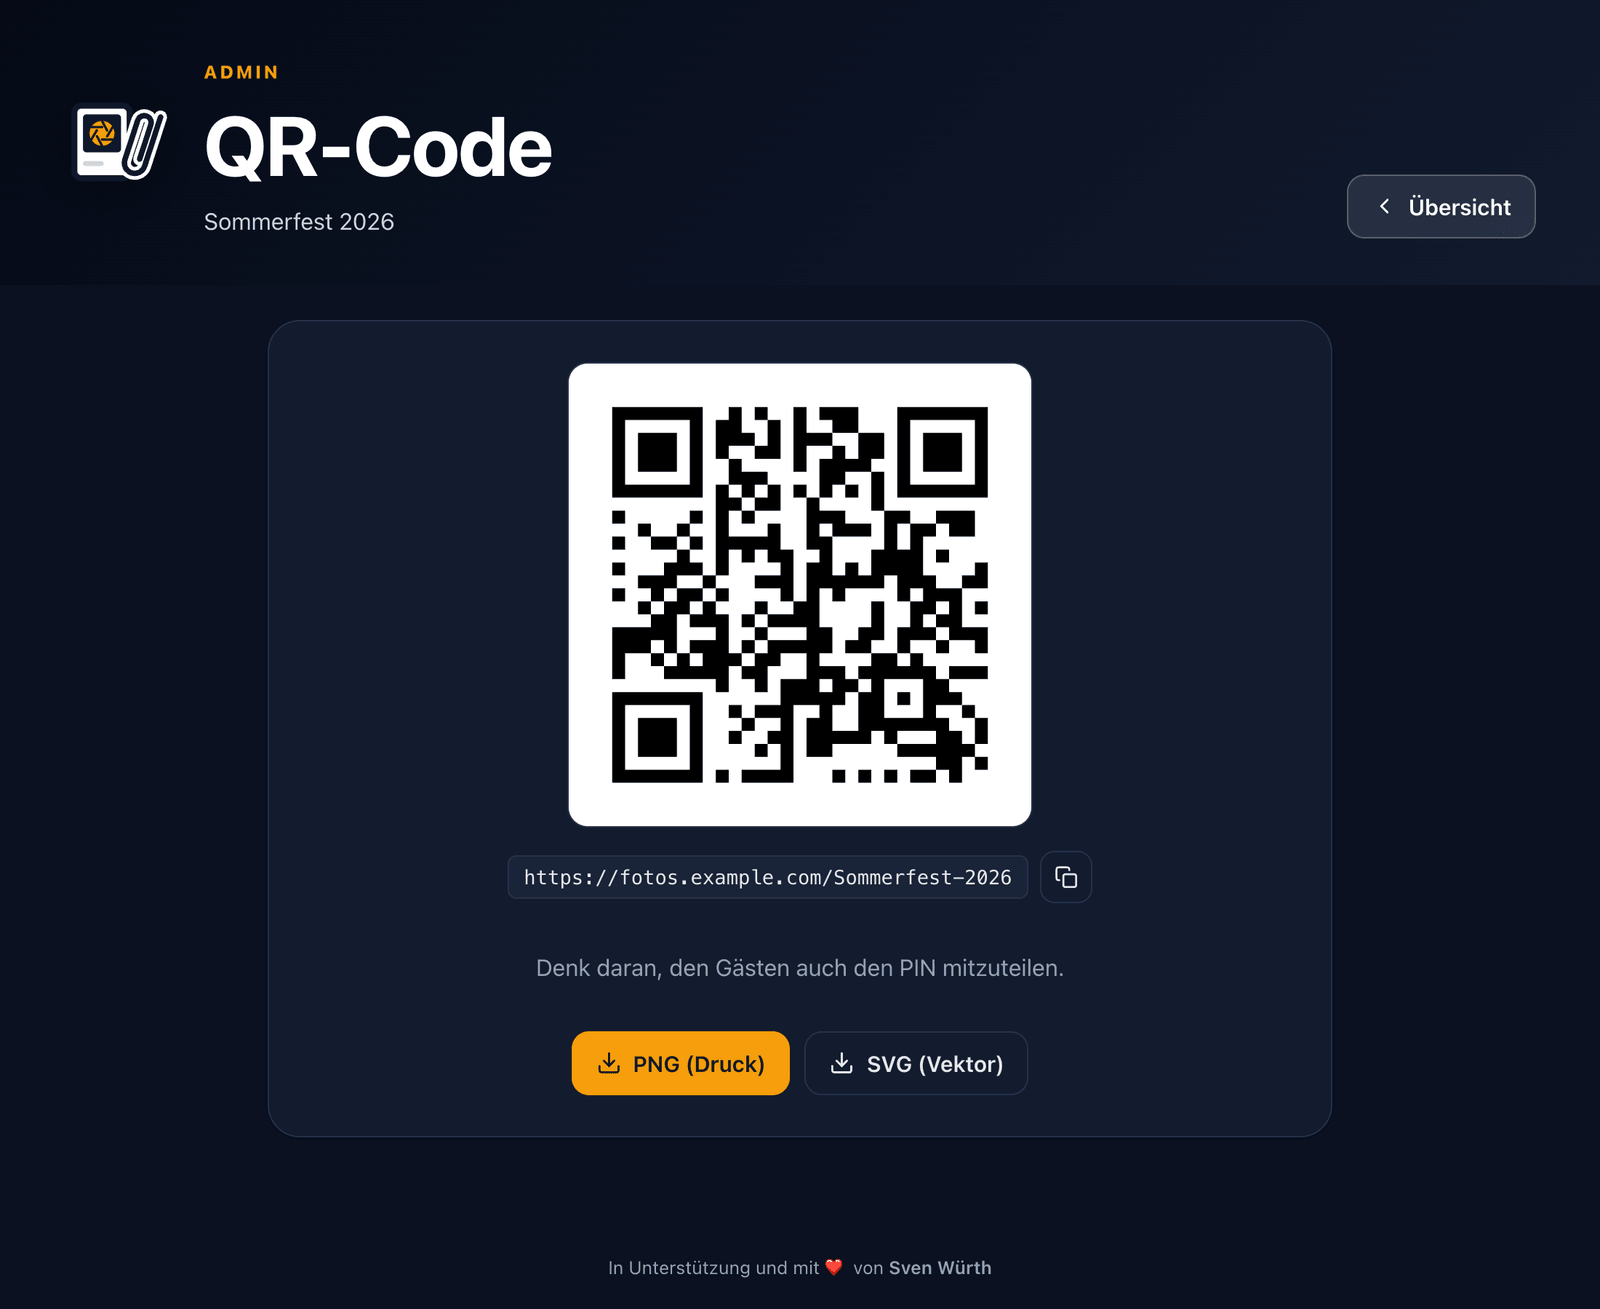 ADMIN
QR-Code
Sommerfest 2026
Übersicht
https://fotos.example.com/Sommerfest-2026
Denk daran, den Gästen auch den PIN mitzuteilen.
PNG (Druck)
SVG (Vektor)
In Unterstützung und mit ❤️ von Sven Würth